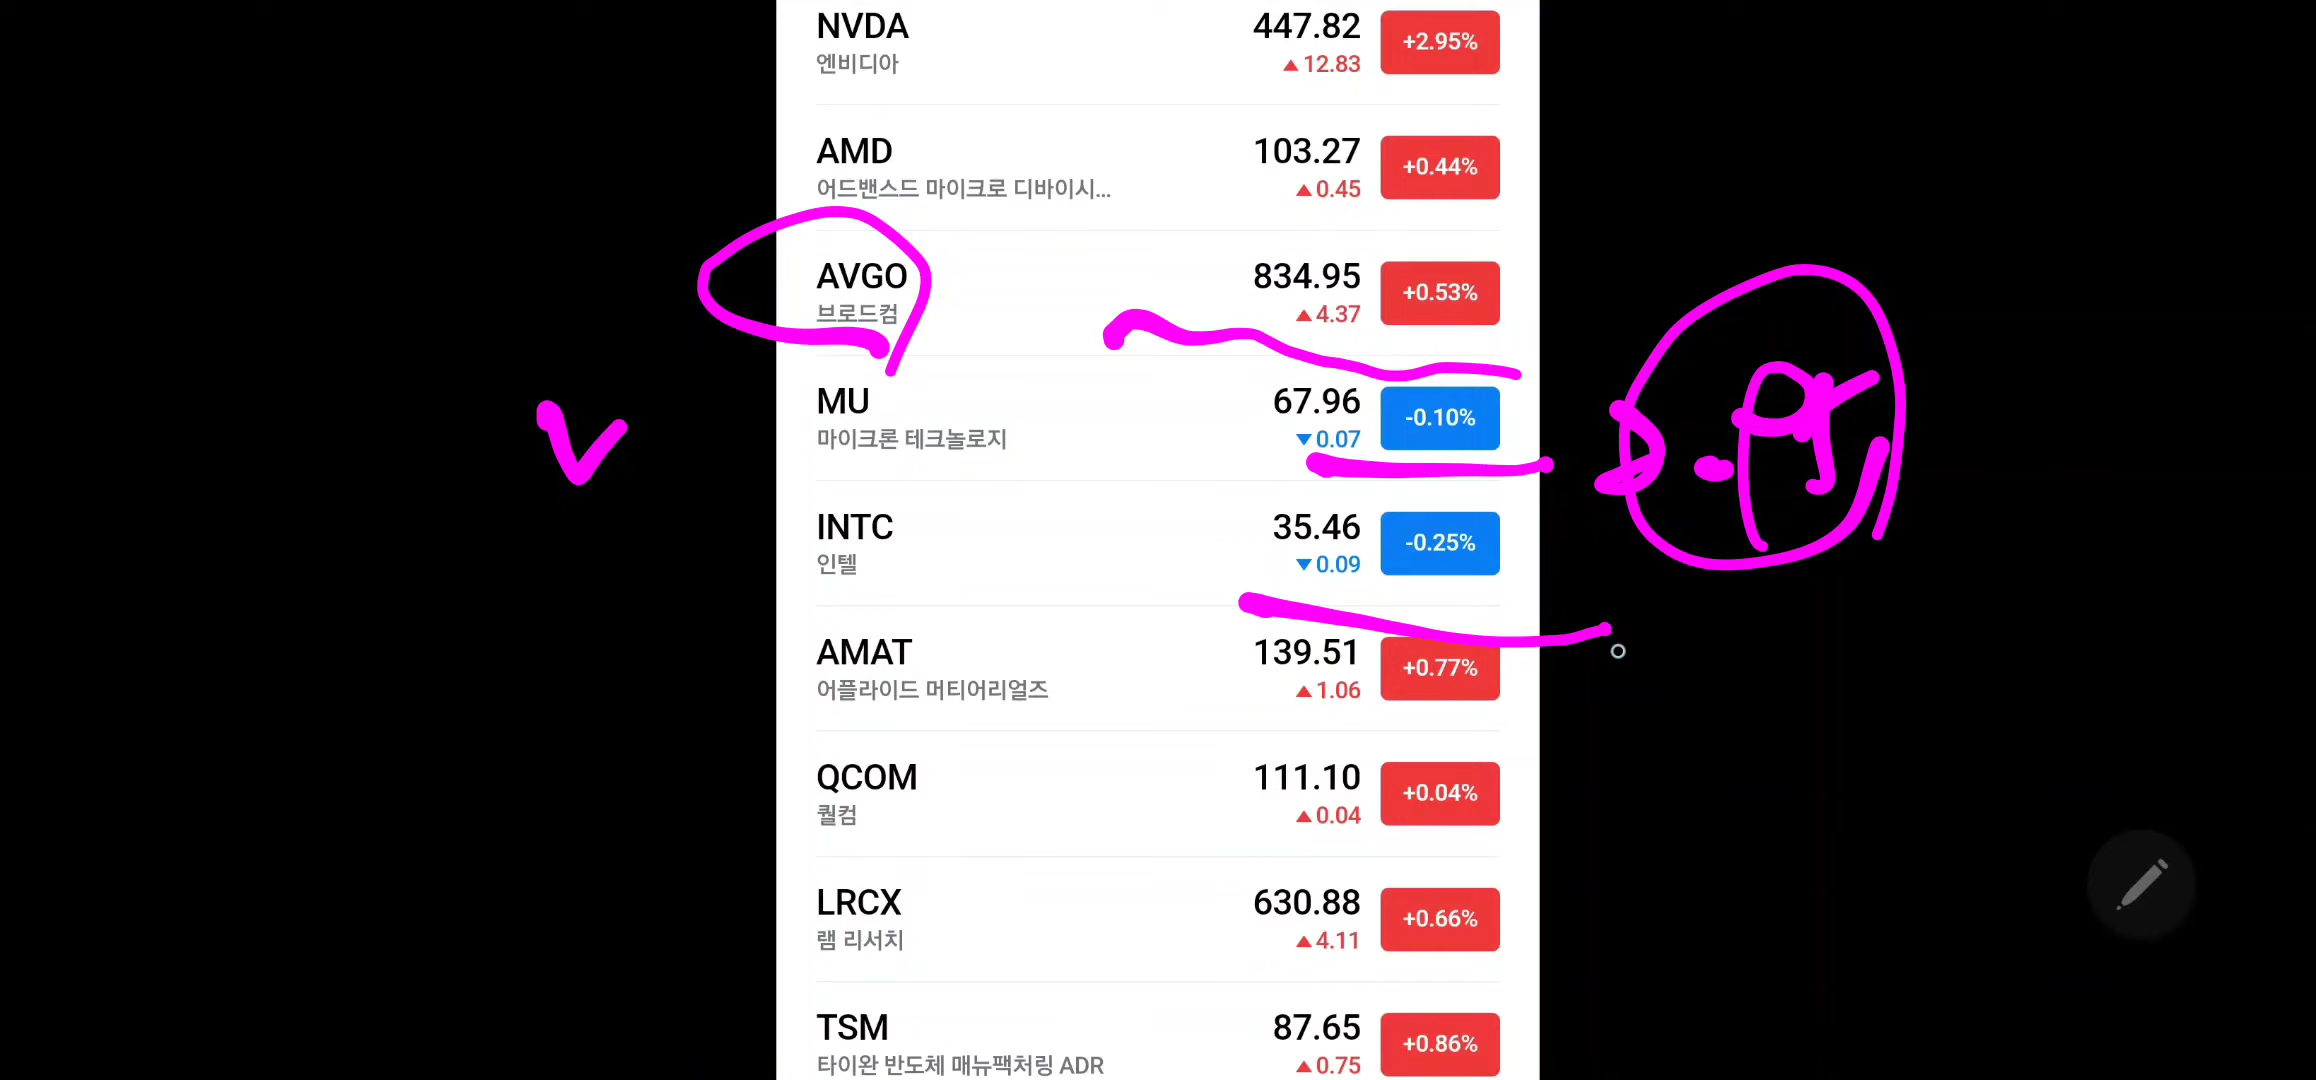 NVDA 447.82 +2.95%
엔비디아 ▲12.83
AMD 103.27 +0.44%
어드밴스드 마이크로 디바이시... ▲0.45
AVGO 834.95 +0.53%
브로드컴 ▲4.37
MU 67.96 -0.10%
마이크론 테크놀로지 ▼0.07
INTC 35.46 -0.25%
인텔 ▼0.09
AMAT 139.51 +0.77%
어플라이드 머티어리얼즈 ▲1.06
QCOM 111.10 +0.04%
퀄컴 ▲0.04
LRCX 630.88 +0.66%
램 리서치 ▲4.11
TSM 87.65 +0.86%
타이완 반도체 매뉴팩처링 ADR ▲0.75